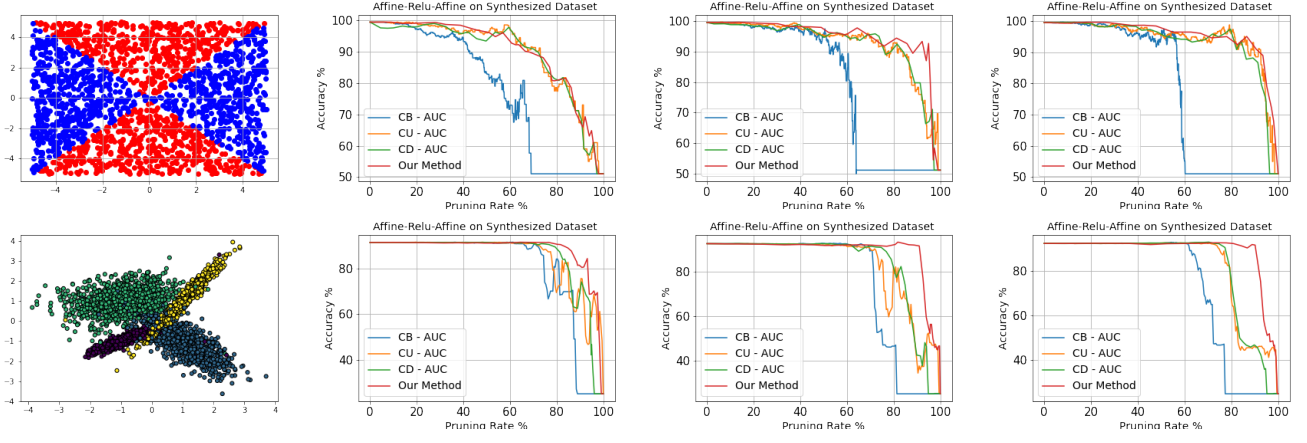 Affine-Relu-Affine on Synthesized Dataset
Affine-Relu-Affine on Synthesized Dataset
Affine-Relu-Affine on Synthesized Dataset
4
2
0
−2
−4
−4 −2 0 2 4
100
90
80
70
60
50
Accuracy %
CB - AUC
CU - AUC
CD - AUC
Our Method
0 20 40 60 80 100
Pruning Rate %
100
90
80
70
60
50
Accuracy %
CB - AUC
CU - AUC
CD - AUC
Our Method
0 20 40 60 80 100
Pruning Rate %
100
90
80
70
60
50
Accuracy %
CB - AUC
CU - AUC
CD - AUC
Our Method
0 20 40 60 80 100
Pruning Rate %
Affine-Relu-Affine on Synthesized Dataset
Affine-Relu-Affine on Synthesized Dataset
Affine-Relu-Affine on Synthesized Dataset
4
3
2
1
0
−1
−2
−3
−4
−4 −3 −2 −1 0 1 2 3 4
80
60
40
Accuracy %
CB - AUC
CU - AUC
CD - AUC
Our Method
0 20 40 60 80 100
Pruning Rate %
80
60
40
Accuracy %
CB - AUC
CU - AUC
CD - AUC
Our Method
0 20 40 60 80 100
Pruning Rate %
80
60
40
Accuracy %
CB - AUC
CU - AUC
CD - AUC
Our Method
0 20 40 60 80 100
Pruning Rate %